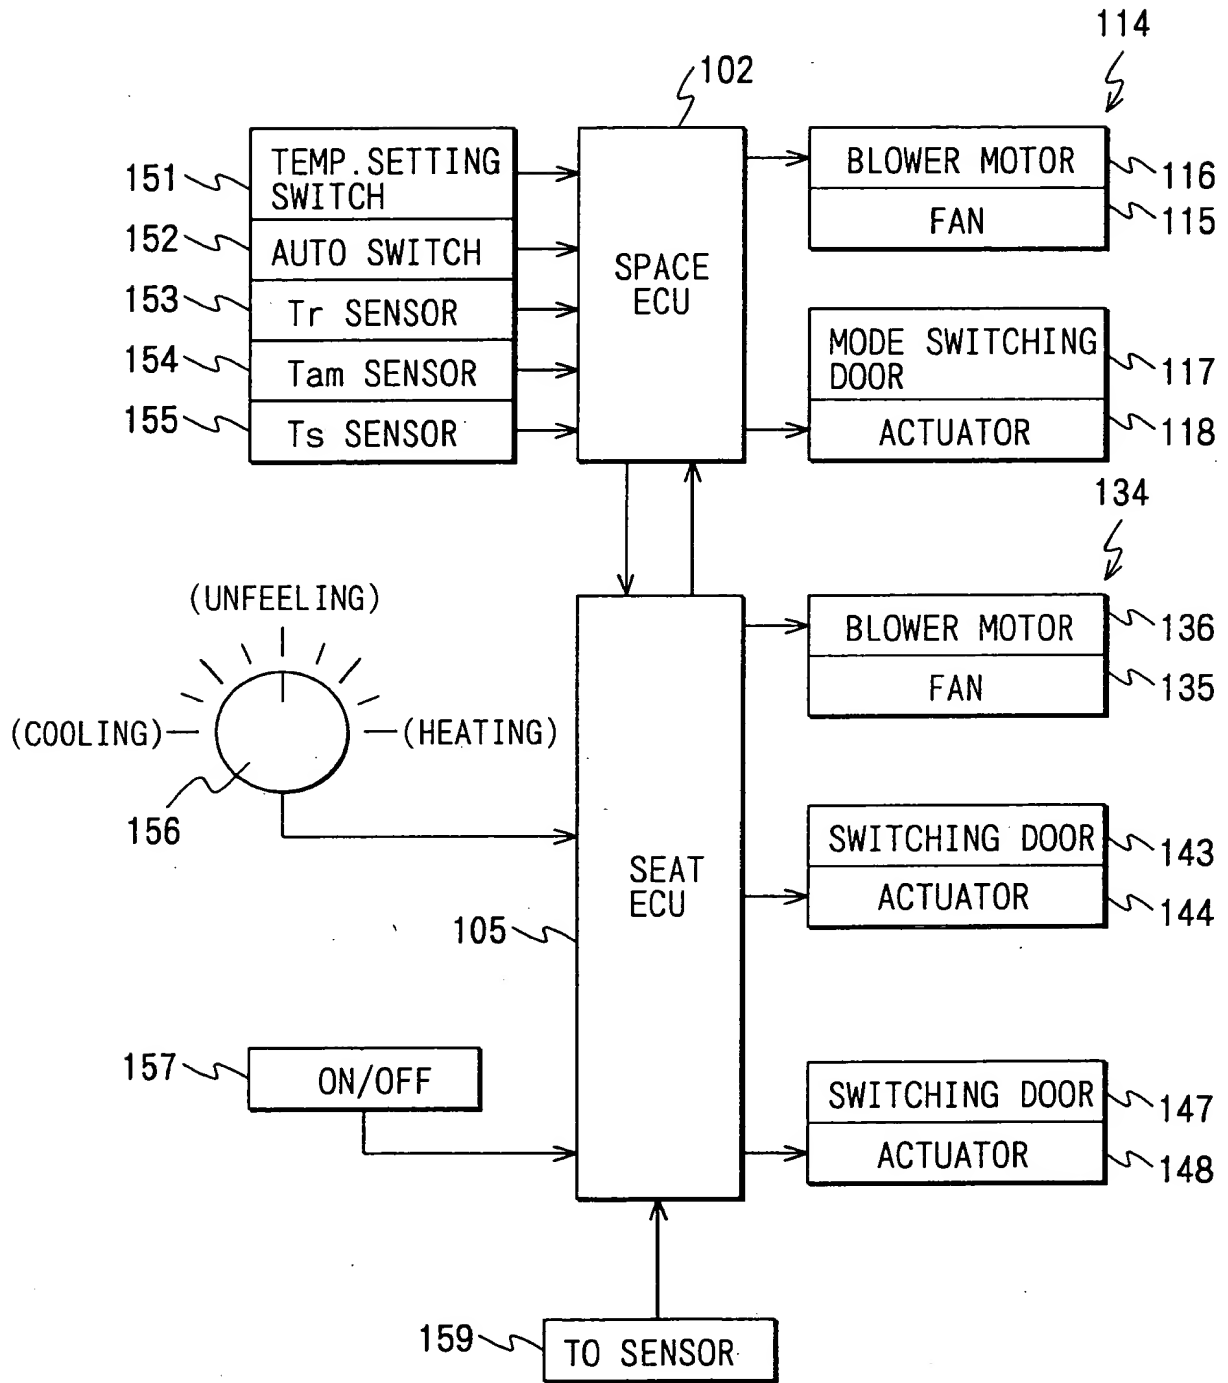 114
102
TEMP.SETTING
SWITCH
151
AUTO SWITCH
152
Tr SENSOR
153
Tam SENSOR
154
Ts SENSOR
155
SPACE
ECU
BLOWER MOTOR
116
FAN
115
MODE SWITCHING
DOOR
117
ACTUATOR
118
134
(UNFEELING)
(COOLING)
(HEATING)
156
BLOWER MOTOR
136
FAN
135
SEAT
ECU
105
SWITCHING DOOR
143
ACTUATOR
144
157
ON/OFF
SWITCHING DOOR
147
ACTUATOR
148
159
TO SENSOR